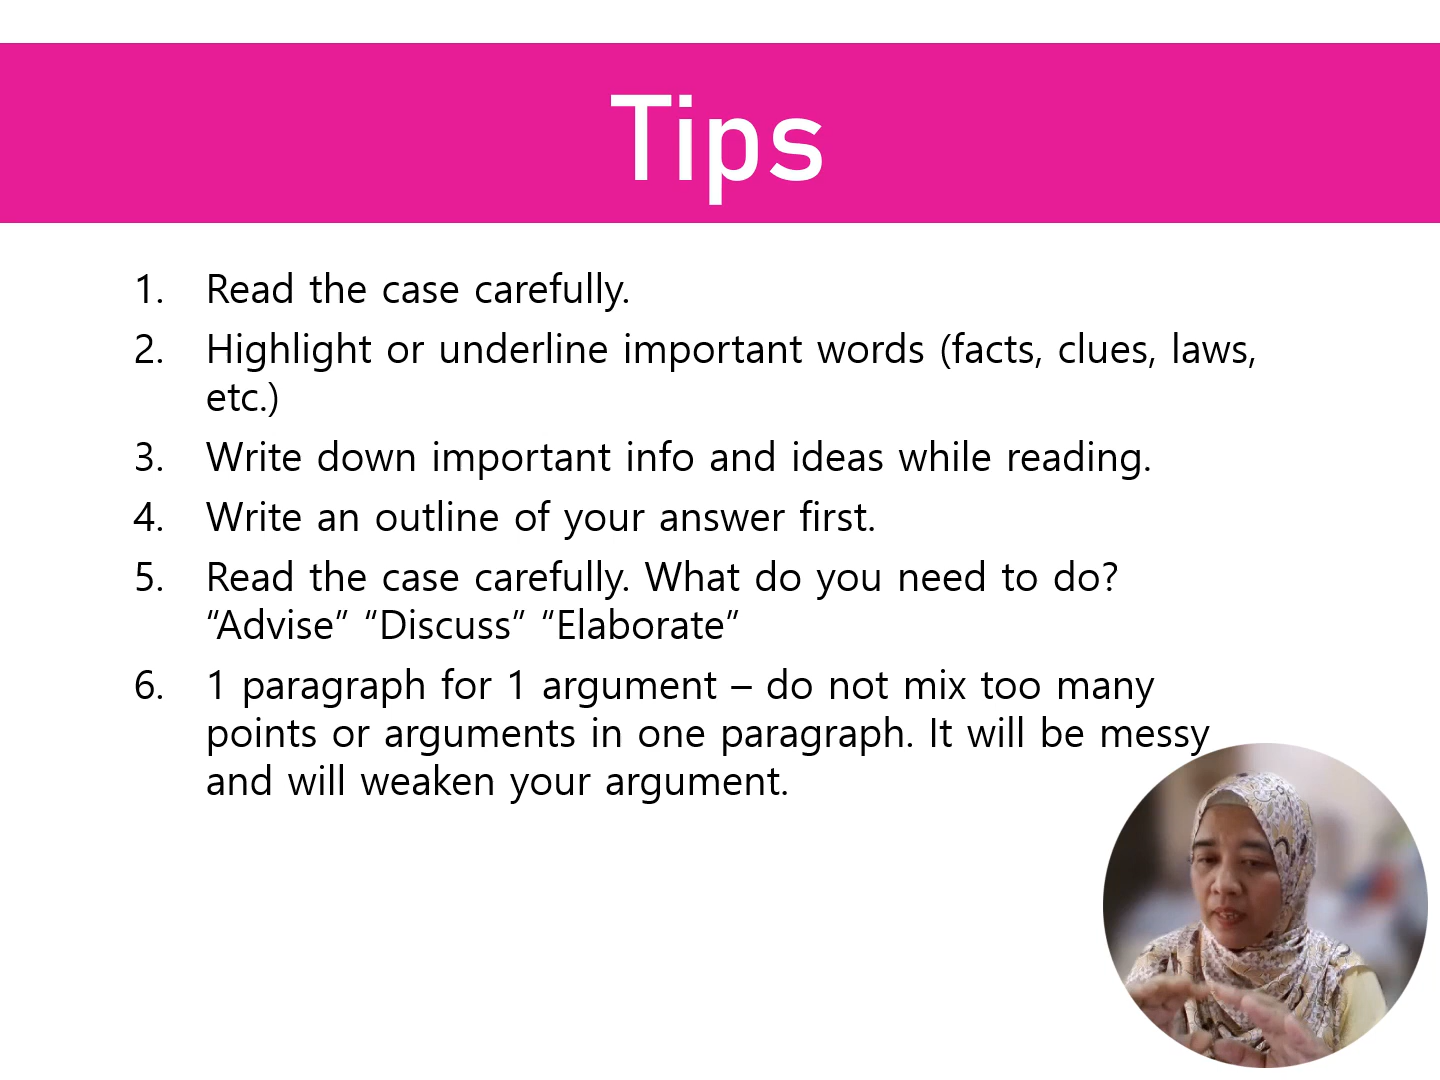 Tips
1. Read the case carefully.
2. Highlight or underline important words (facts, clues, laws,
etc.)
3. Write down important info and ideas while reading.
4. Write an outline of your answer first.
5. Read the case carefully. What do you need to do?
“Advise” “Discuss” “Elaborate”
6. 1 paragraph for 1 argument – do not mix too many
points or arguments in one paragraph. It will be messy
and will weaken your argument.